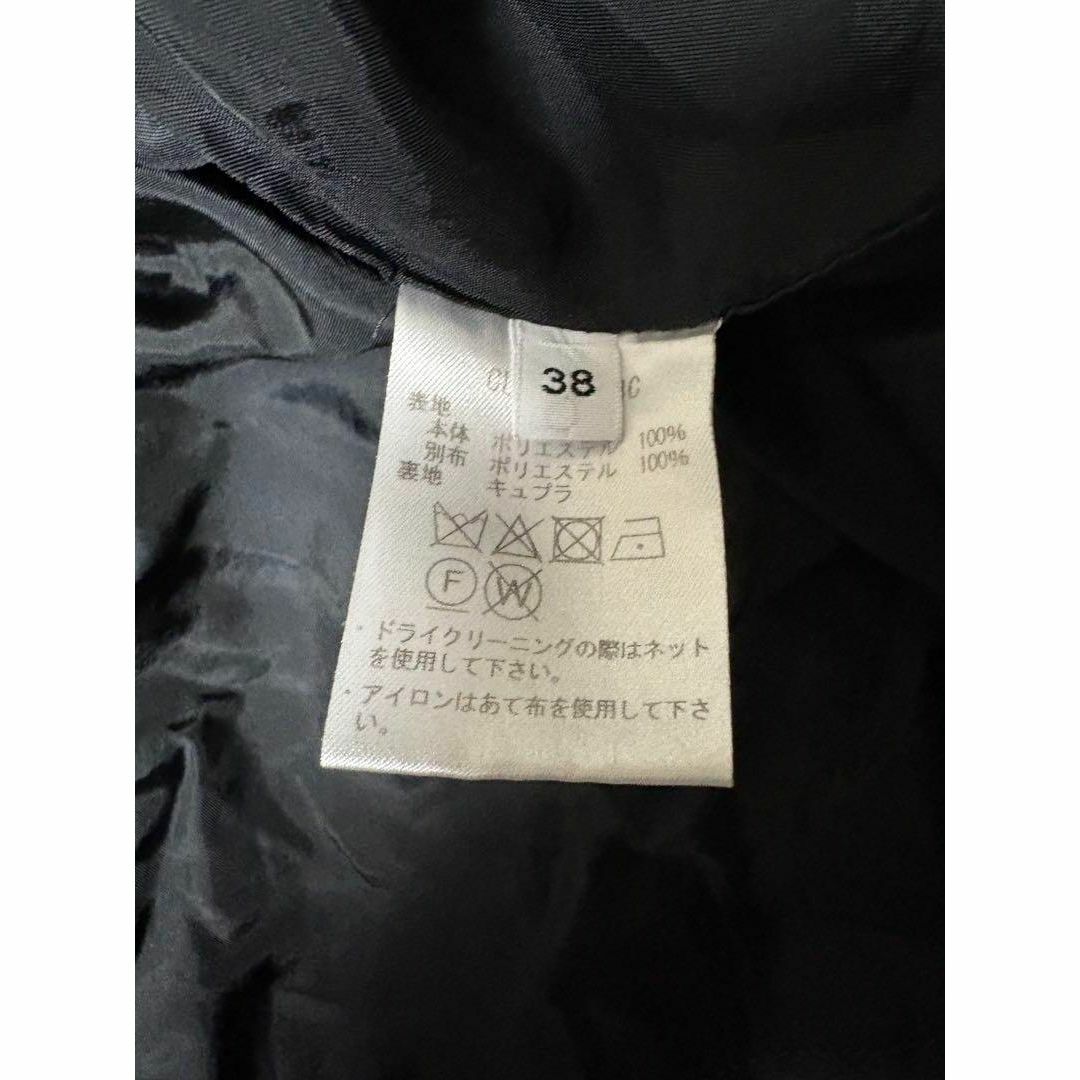 38
表地
本体 ポリエステル 100%
別布 ポリエステル 100%
裏地 キュプラ
F W
・ドライクリーニングの際はネット
を使用して下さい。
・アイロンはあて布を使用して下さ
い。